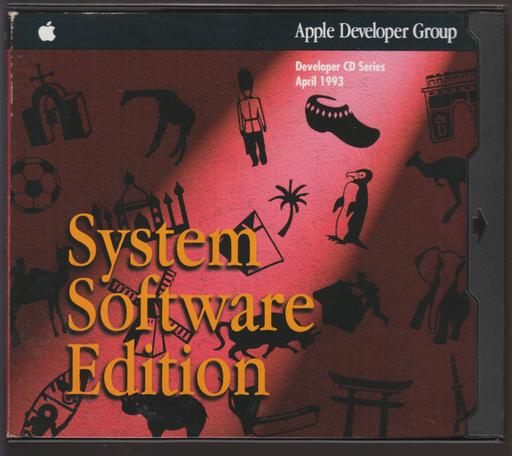 Apple Developer Group
Developer CD Series
April 1993
System
Software
Edition